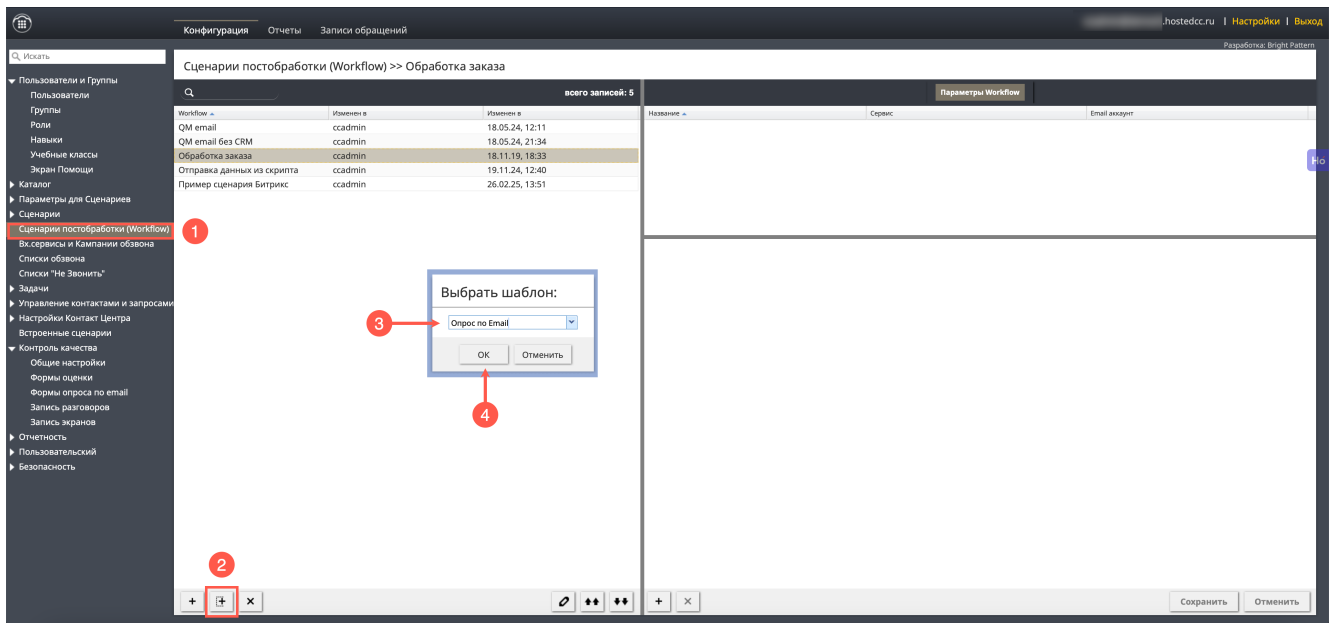 Конфигурация Отчеты Записи обращений .hostedcc.ru | Настройки | Выход
Разработка: Bright Pattern
Искать
Сценарии постобработки (Workflow) >> Обработка заказа
Пользователи и Группы
Пользователи
Группы
Роли
Навыки
Учебные классы
Экран Помощи
Каталог
Параметры для Сценариев
Сценарии
Сценарии постобработки (Workflow)
Вх.сервисы и Кампании обзвона
Списки обзвона
Списки "Не Звонить"
Задачи
Управление контактами и запросами
Настройки Контакт Центра
Встроенные сценарии
Контроль качества
Общие настройки
Формы оценки
Формы опроса по email
Запись разговоров
Запись экранов
Отчетность
Пользовательский
Безопасность
всего записей: 5
Workflow Изменен в Изменен в
QM email ccadmin 18.05.24, 12:11
QM email без CRM ccadmin 18.05.24, 21:34
Обработка заказа ccadmin 18.11.19, 18:33
Отправка данных из скрипта ccadmin 19.11.24, 12:40
Пример сценария Битрикс ccadmin 26.02.25, 13:51
1
Выбрать шаблон:
3
Опрос по Email
ОК Отменить
4
2
Параметры Workflow
Название Сервис Email аккаунт
Но
Сохранить Отменить